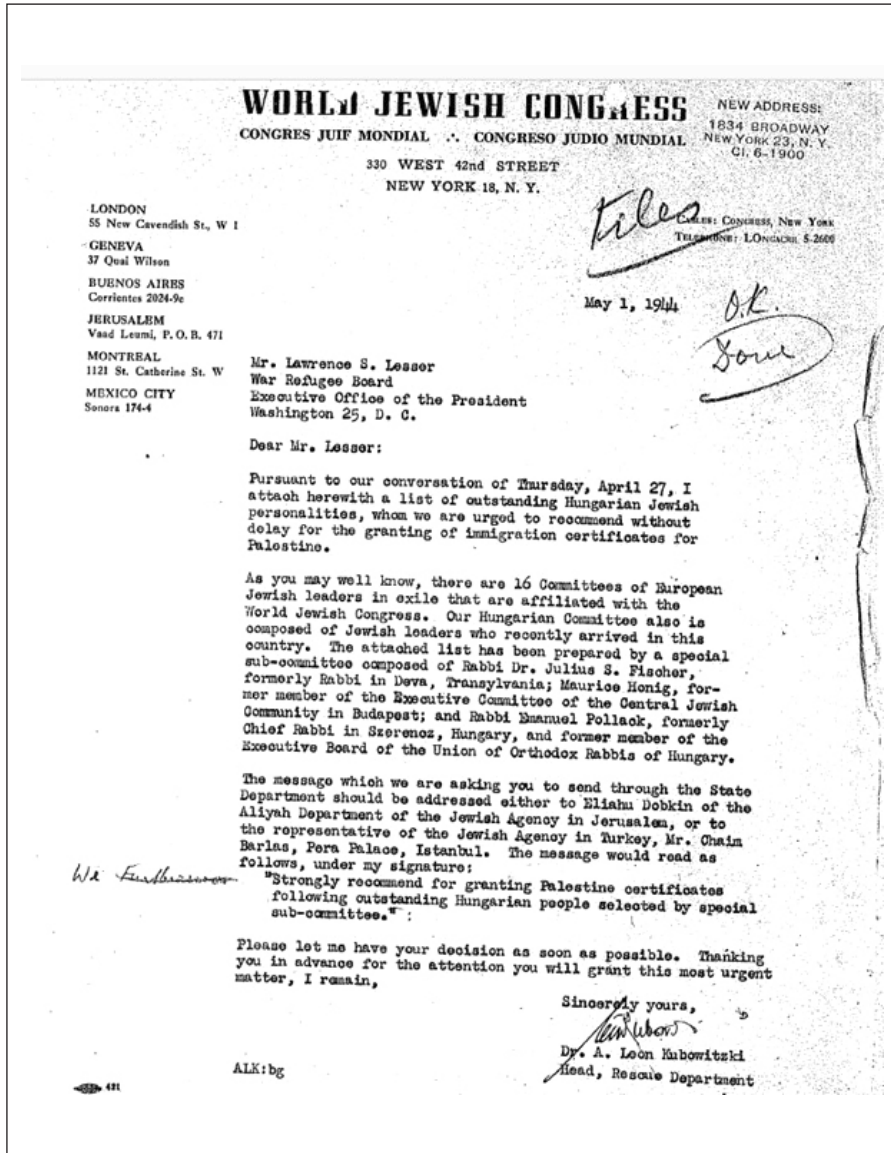 WORLD JEWISH CONGRESS
CONGRES JUIF MONDIAL ∴ CONGRESO JUDIO MUNDIAL
330 WEST 42nd STREET
NEW YORK 18, N. Y.
NEW ADDRESS:
1834 BROADWAY
NEW YORK 23, N. Y.
CI. 6-1900
Files
CABLES: CONGRESS, NEW YORK
TELEPHONE: LONGACRE 5-2600
LONDON
55 New Cavendish St., W 1
GENEVA
37 Quai Wilson
BUENOS AIRES
Corrientes 2024-9c
JERUSALEM
Vaad Leumi, P. O. B. 471
MONTREAL
1121 St. Catherine St. W
MEXICO CITY
Sonora 174-4
May 1, 1944
O.K.
Done
Mr. Lawrence S. Lesser
War Refugee Board
Executive Office of the President
Washington 25, D. C.
Dear Mr. Lesser:
Pursuant to our conversation of Thursday, April 27, I
attach herewith a list of outstanding Hungarian Jewish
personalities, whom we are urged to recommend without
delay for the granting of immigration certificates for
Palestine.
As you may well know, there are 16 Committees of European
Jewish leaders in exile that are affiliated with the
World Jewish Congress. Our Hungarian Committee also is
composed of Jewish leaders who recently arrived in this
country. The attached list has been prepared by a special
sub-committee composed of Rabbi Dr. Julius S. Fischer,
formerly Rabbi in Deva, Transylvania; Maurice Honig, for-
mer member of the Executive Committee of the Central Jewish
Community in Budapest; and Rabbi Emanuel Pollack, formerly
Chief Rabbi in Szerencz, Hungary, and former member of the
Executive Board of the Union of Orthodox Rabbis of Hungary.
The message which we are asking you to send through the State
Department should be addressed either to Eliahu Dobkin of the
Aliyah Department of the Jewish Agency in Jerusalem, or to
the representative of the Jewish Agency in Turkey, Mr. Chaim
Barlas, Pera Palace, Istanbul. The message would read as
follows, under my signature:
We
"Strongly recommend for granting Palestine certificates
following outstanding Hungarian people selected by special
sub-committee." :
Please let me have your decision as soon as possible. Thanking
you in advance for the attention you will grant this most urgent
matter, I remain,
Sincerely yours,
Dr. A. Leon Kubowitzki
Head, Rescue Department
ALK:bg